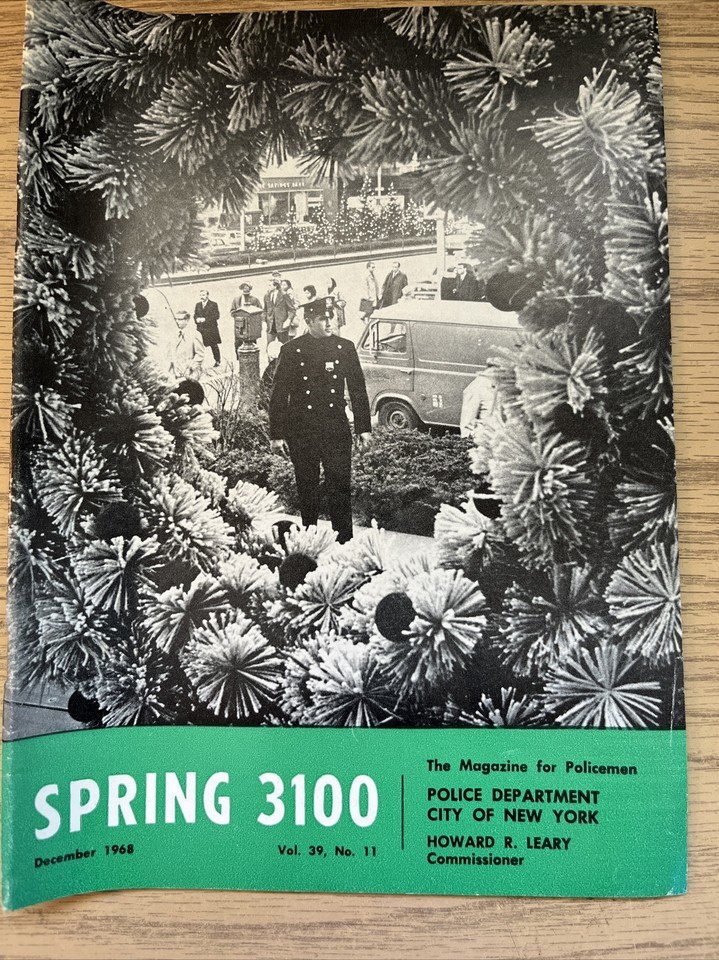 SPRING 3100
December 1968
Vol. 39, No. 11
The Magazine for Policemen
POLICE DEPARTMENT
CITY OF NEW YORK
HOWARD R. LEARY
Commissioner